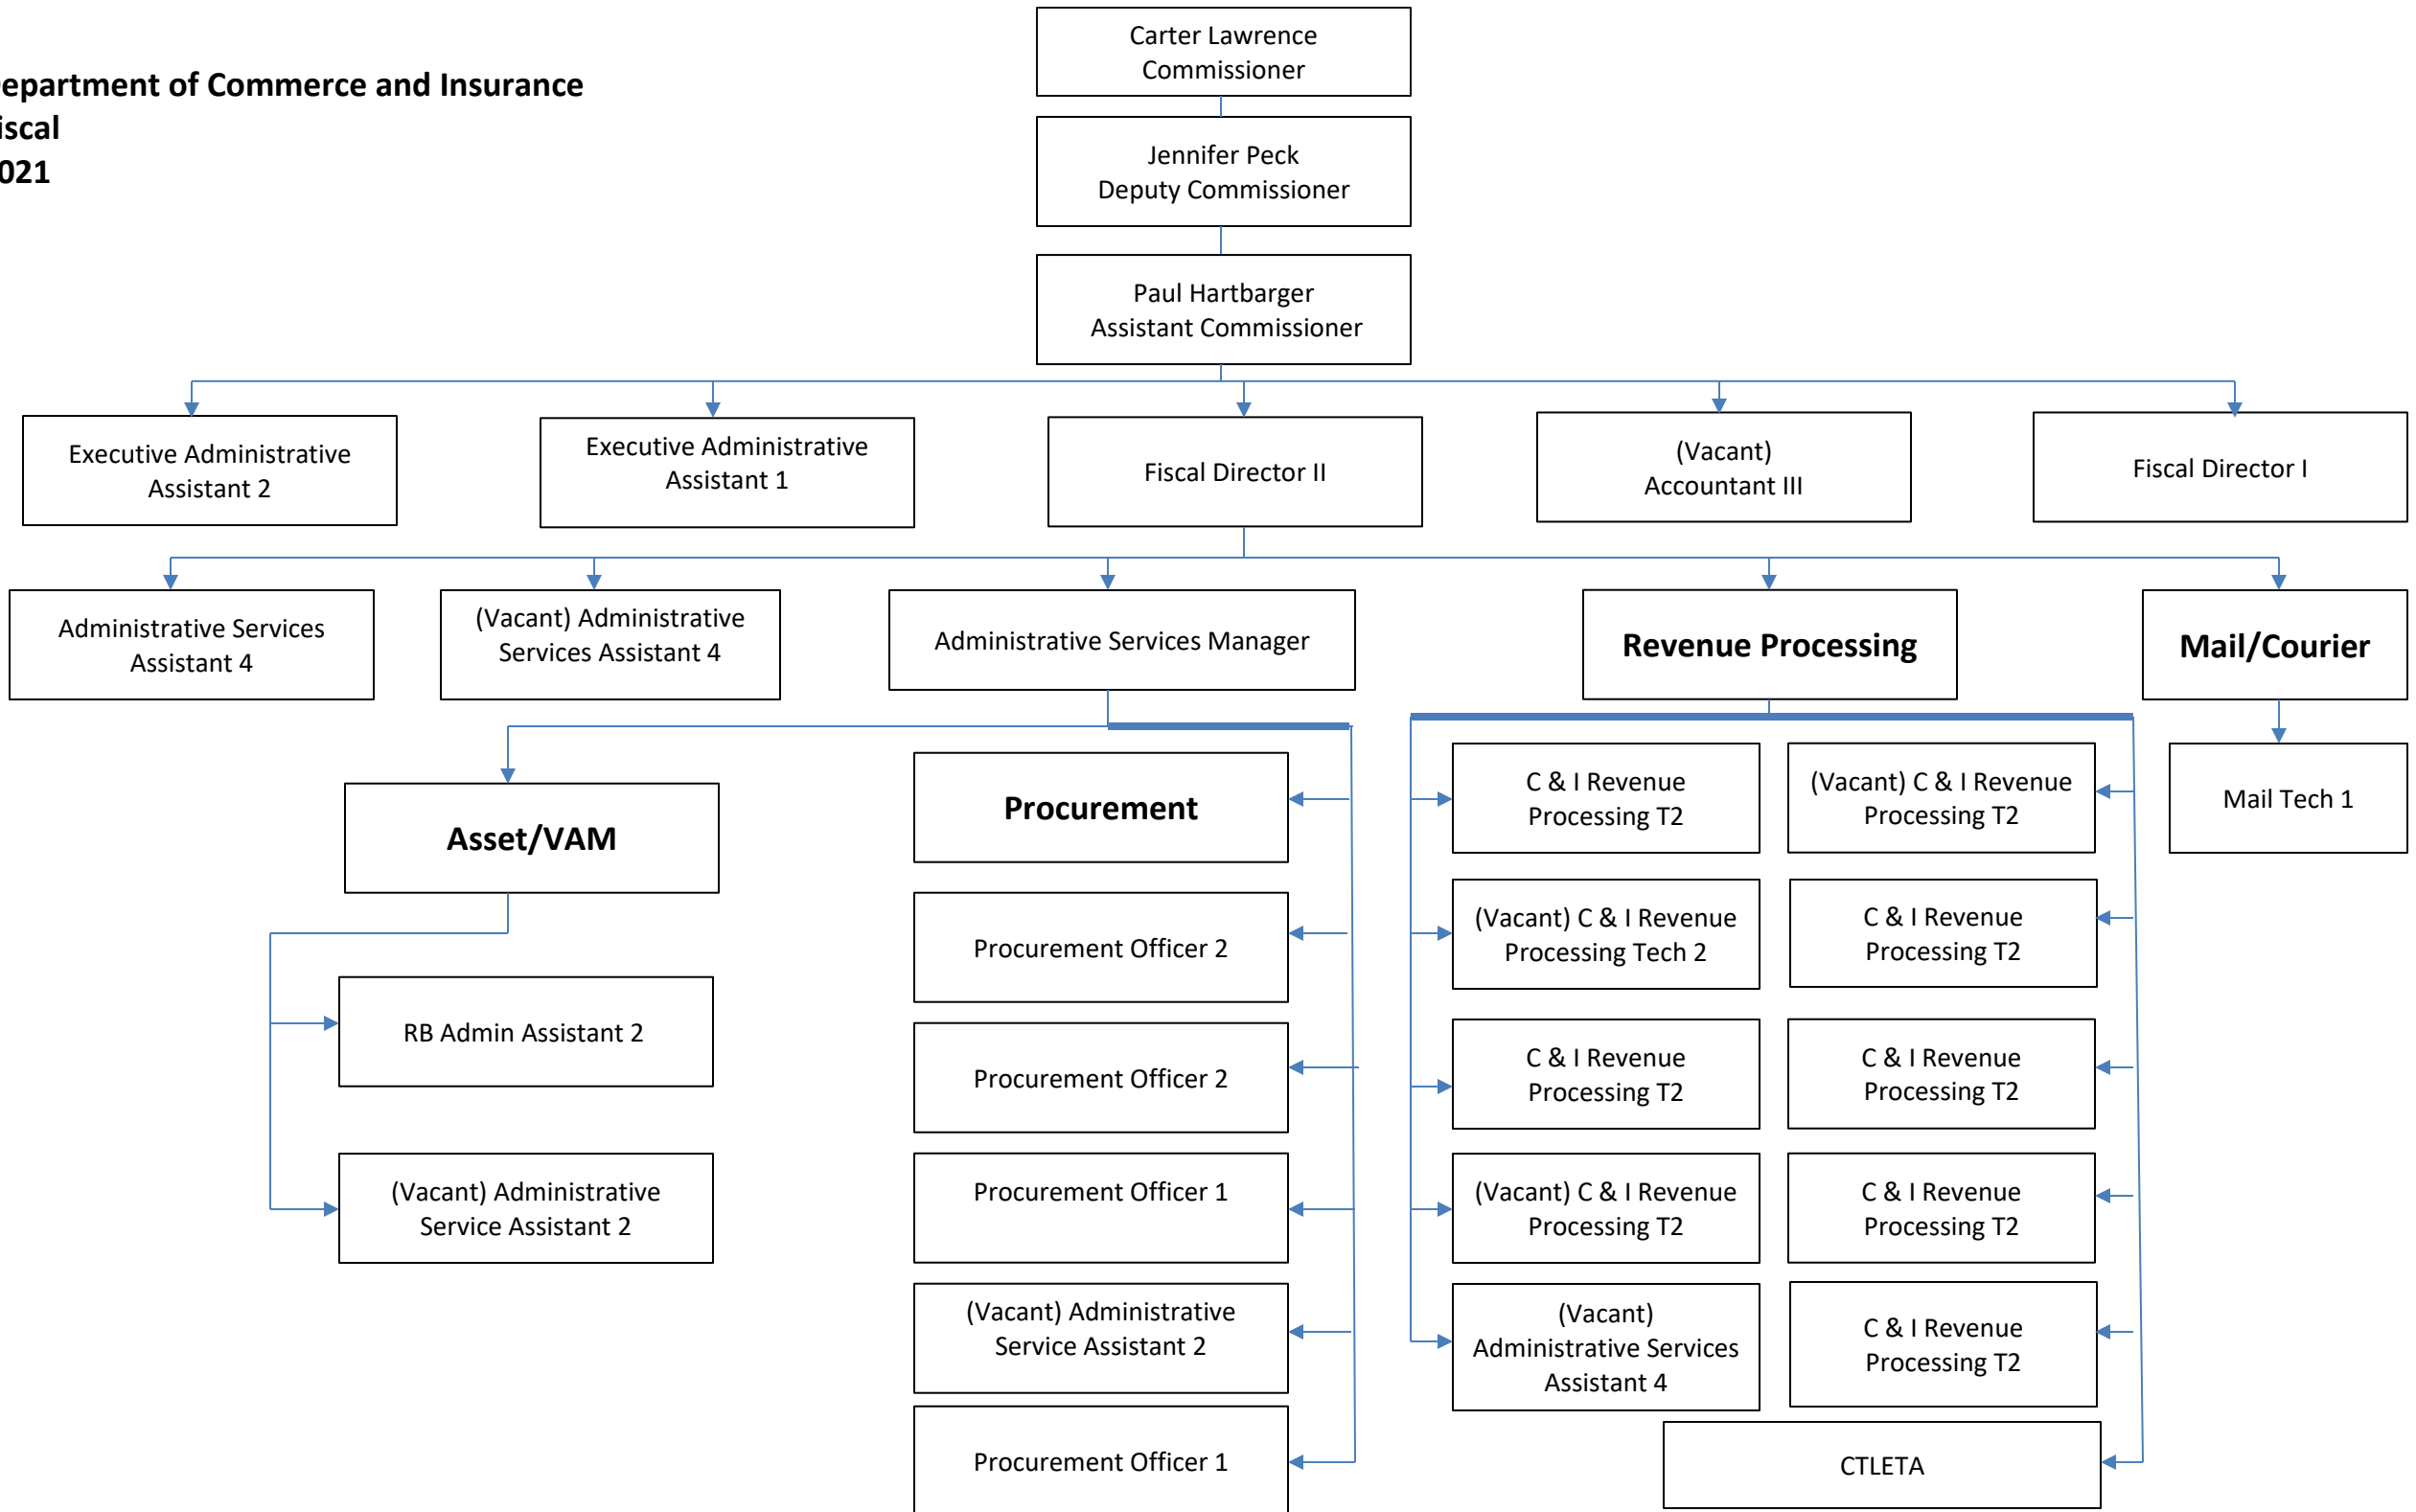 epartment of Commerce and Insurance
iscal
021
Carter Lawrence
Commissioner
Jennifer Peck
Deputy Commissioner
Paul Hartbarger
Assistant Commissioner
Executive Administrative
Assistant 2
Executive Administrative
Assistant 1
Fiscal Director II
(Vacant)
Accountant III
Fiscal Director I
Administrative Services
Assistant 4
(Vacant) Administrative
Services Assistant 4
Administrative Services Manager
Revenue Processing
Mail/Courier
Asset/VAM
RB Admin Assistant 2
(Vacant) Administrative
Service Assistant 2
Procurement
Procurement Officer 2
Procurement Officer 2
Procurement Officer 1
(Vacant) Administrative
Service Assistant 2
Procurement Officer 1
C & I Revenue
Processing T2
(Vacant) C & I Revenue
Processing Tech 2
C & I Revenue
Processing T2
(Vacant) C & I Revenue
Processing T2
(Vacant)
Administrative Services
Assistant 4
(Vacant) C & I Revenue
Processing T2
C & I Revenue
Processing T2
C & I Revenue
Processing T2
C & I Revenue
Processing T2
C & I Revenue
Processing T2
CTLETA
Mail Tech 1